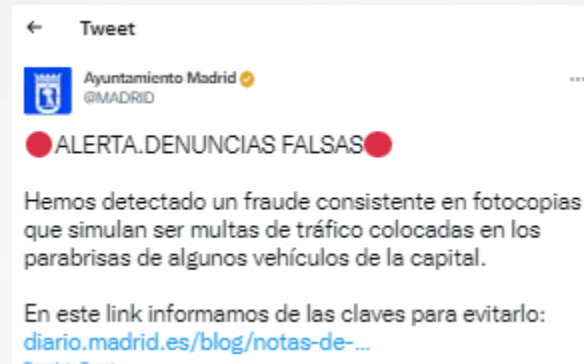 ← Tweet
Ayuntamiento Madrid
@MADRID
...
🔴ALERTA.DENUNCIAS FALSAS🔴
Hemos detectado un fraude consistente en fotocopias
que simulan ser multas de tráfico colocadas en los
parabrisas de algunos vehículos de la capital.
En este link informamos de las claves para evitarlo:
diario.madrid.es/blog/notas-de-...